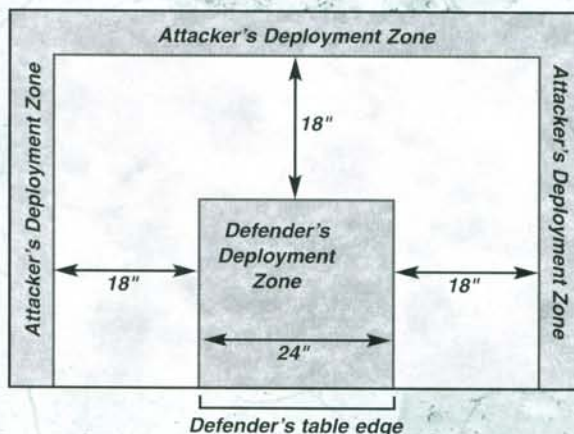 Attacker's Deployment Zone
Attacker's Deployment Zone
Attacker's Deployment Zone
18"
Defender's
Deployment
Zone
18"
18"
24"
Defender's table edge